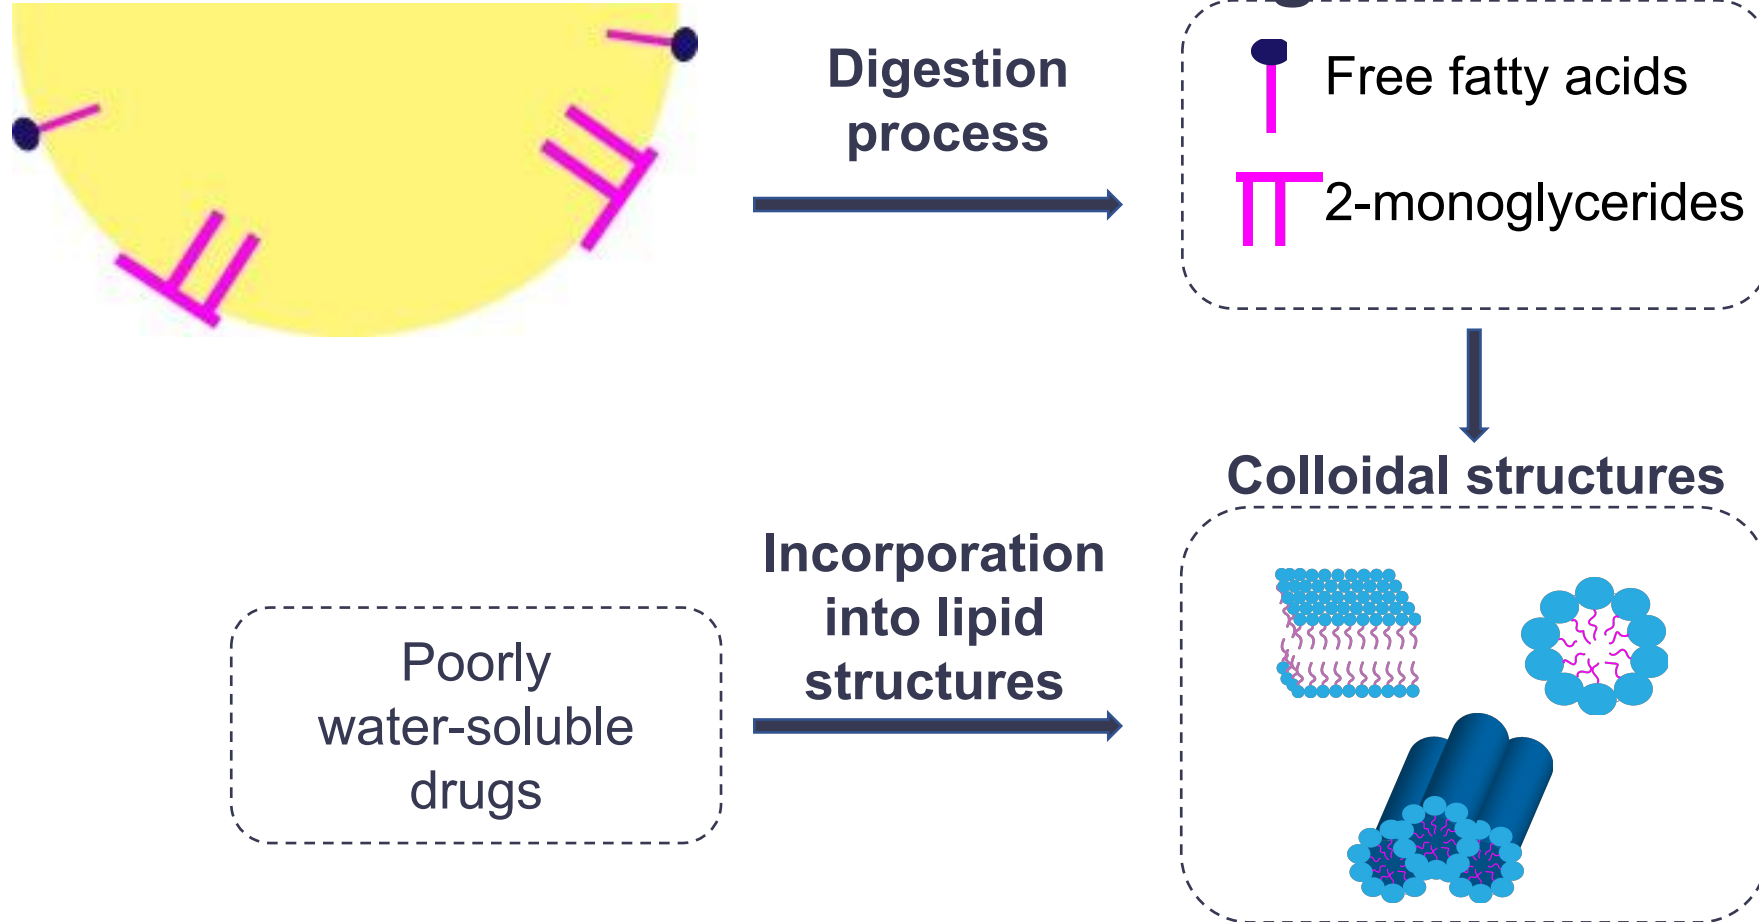 Digestion
process
Free fatty acids
2-monoglycerides
Colloidal structures
Incorporation
into lipid
structures
Poorly
water-soluble
drugs